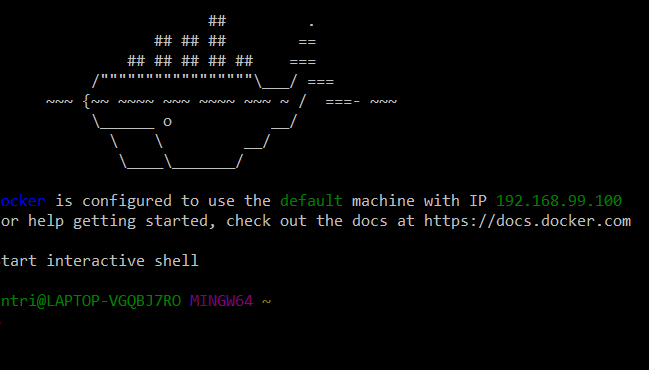 ##         .
                 ## ## ##        ==
              ## ## ## ## ##    ===
          /"""""""""""""""""\___/ ===
     ~~~ {~~ ~~~~ ~~~ ~~~~ ~~~ ~ /  ===- ~~~
          \______ o           __/
            \    \         __/
             \____\_______/
ocker is configured to use the default machine with IP 192.168.99.100
or help getting started, check out the docs at https://docs.docker.com
tart interactive shell
ntri@LAPTOP-VGQBJ7RO MINGW64 ~